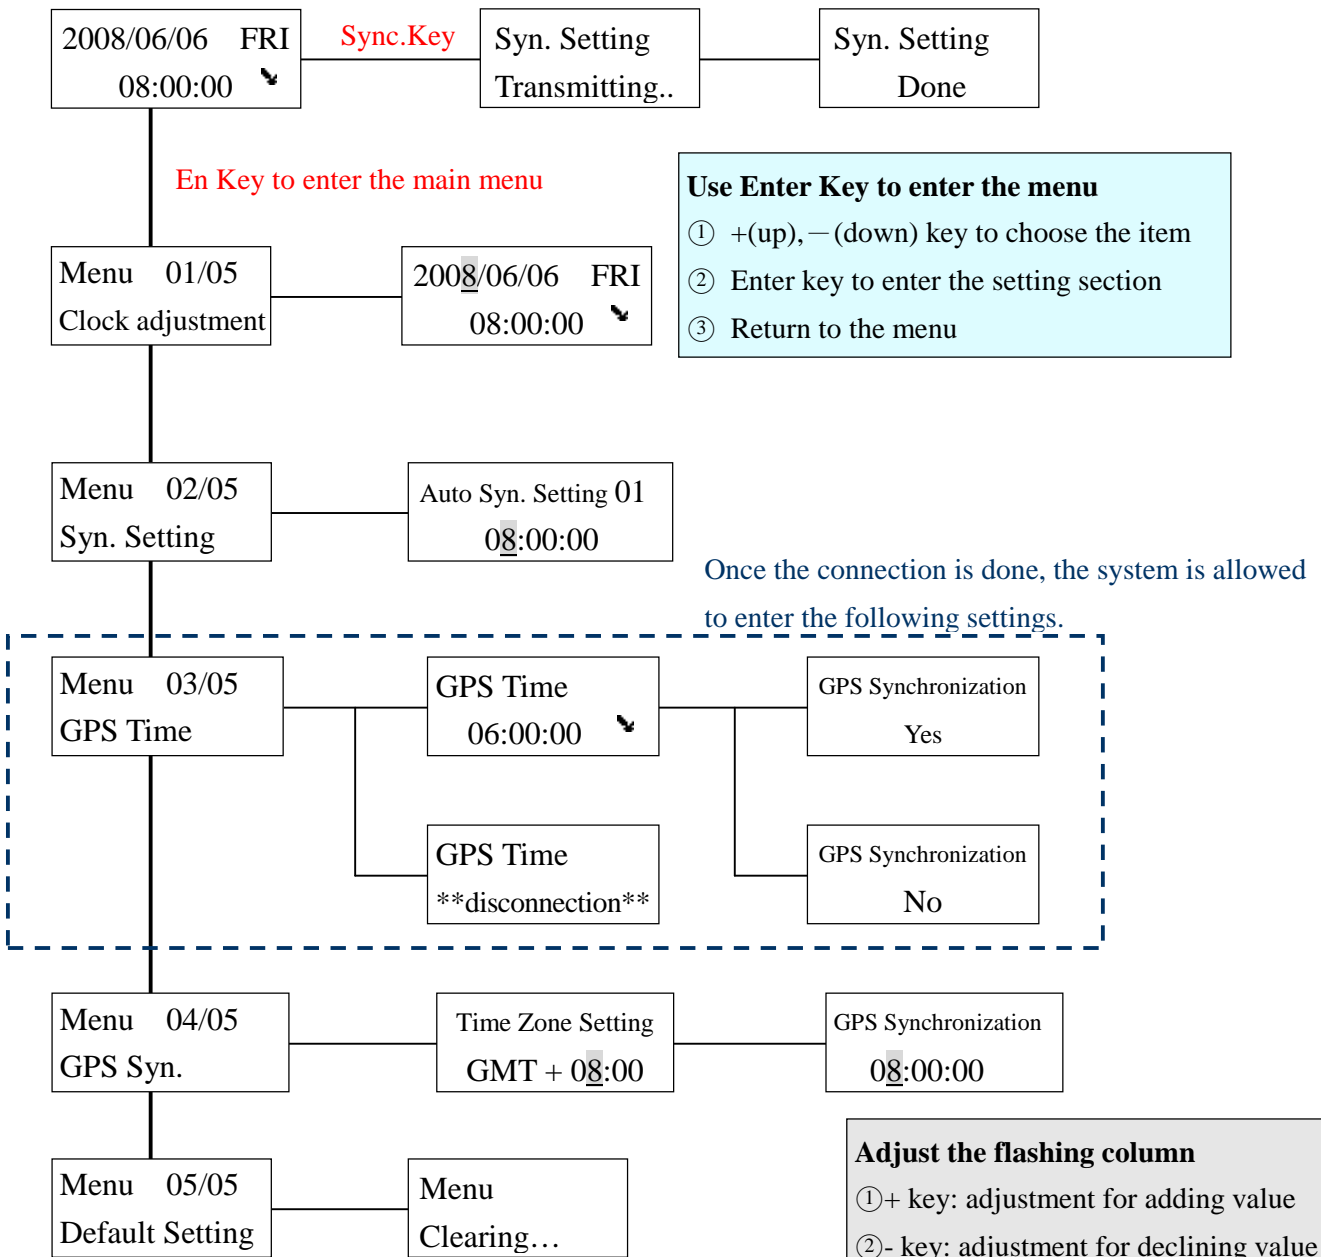 2008/06/06 FRI
08:00:00
Sync.Key
Syn. Setting
Transmitting..
Syn. Setting
Done
En Key to enter the main menu
Use Enter Key to enter the menu
① +(up),－(down) key to choose the item
② Enter key to enter the setting section
③ Return to the menu
Menu 01/05
Clock adjustment
2008/06/06 FRI
08:00:00
Menu 02/05
Syn. Setting
Auto Syn. Setting 01
08:00:00
Once the connection is done, the system is allowed
to enter the following settings.
Menu 03/05
GPS Time
GPS Time
06:00:00
GPS Synchronization
Yes
GPS Time
**disconnection**
GPS Synchronization
No
Menu 04/05
GPS Syn.
Time Zone Setting
GMT + 08:00
GPS Synchronization
08:00:00
Menu 05/05
Default Setting
Menu
Clearing…
Adjust the flashing column
①+ key: adjustment for adding value
②- key: adjustment for declining value